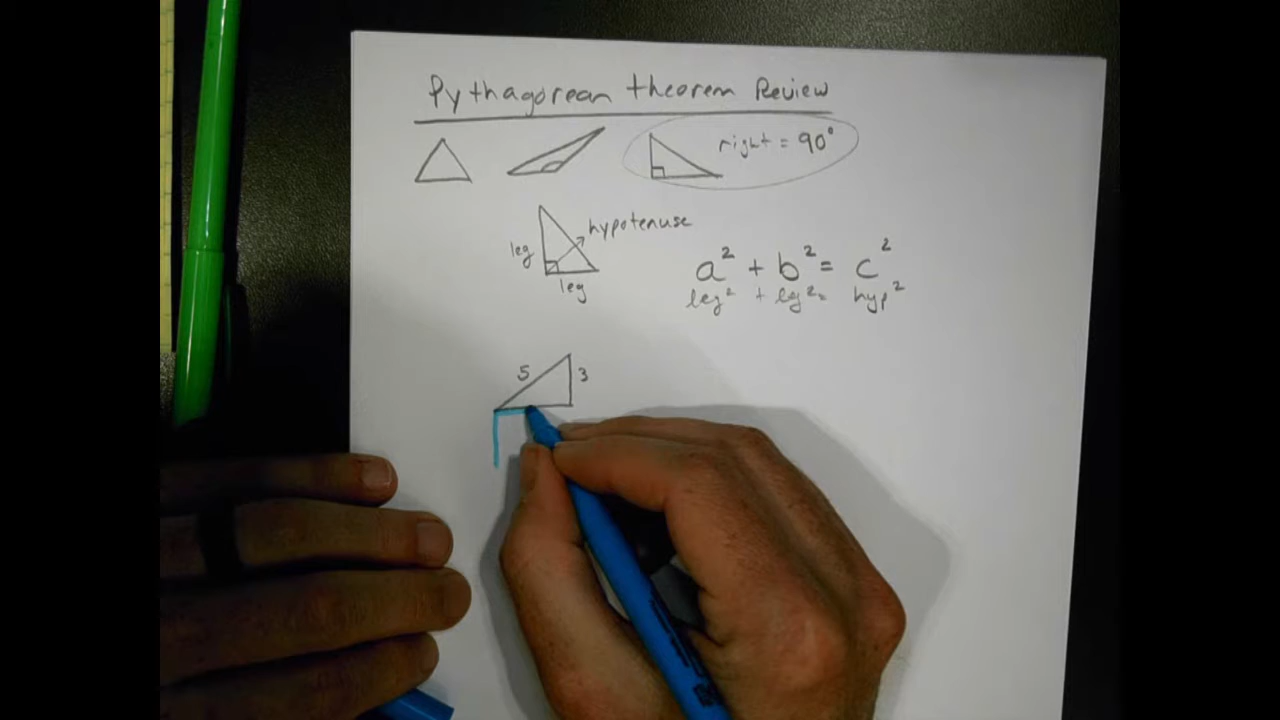 Pythagorean theorem Review
right = 90°
hypotenuse
leg
leg
a² + b² = c²
leg² + leg² = hyp²
5
3